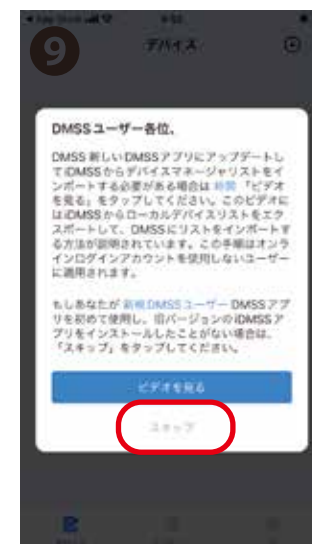 9
デバイス
DMSSユーザー各位、
DMSS 新しいDMSSアプリにアップデートし
てiDMSSからデバイスマネージャリストをイ
ンポートする必要がある場合は 時間 「ビデオ
を見る」をタップしてください。このビデオに
はiDMSSからローカルデバイスリストをエク
スポートして、DMSSにリストをインポートす
る方法が説明されています。この手順はオンラ
インログインアカウントを使用しないユーザー
に適用されます。
もしあなたが 新規DMSSユーザー DMSSアプ
リを初めて使用し、旧バージョンのiDMSSア
プリをインストールしたことがない場合は、
「スキップ」をタップしてください。
ビデオを見る
スキップ